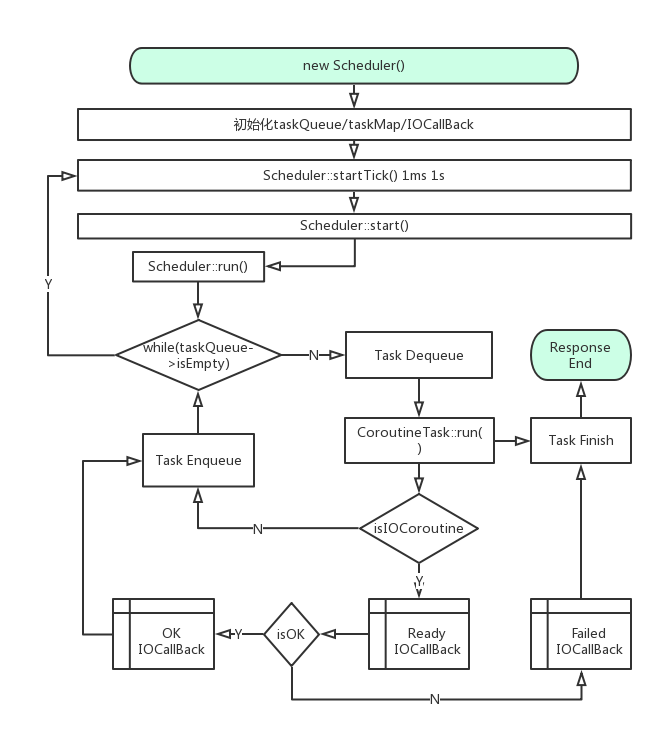 new Scheduler()
初始化taskQueue/taskMap/IOCallBack
Scheduler::startTick() 1ms 1s
Scheduler::start()
Scheduler::run()
Y
while(taskQueue-
>isEmpty)
N
Task Dequeue
Response
End
Task Enqueue
CoroutineTask::run(
)
Task Finish
isIOCoroutine
N
Y
OK
IOCallBack
Y
isOK
Ready
IOCallBack
Failed
IOCallBack
N